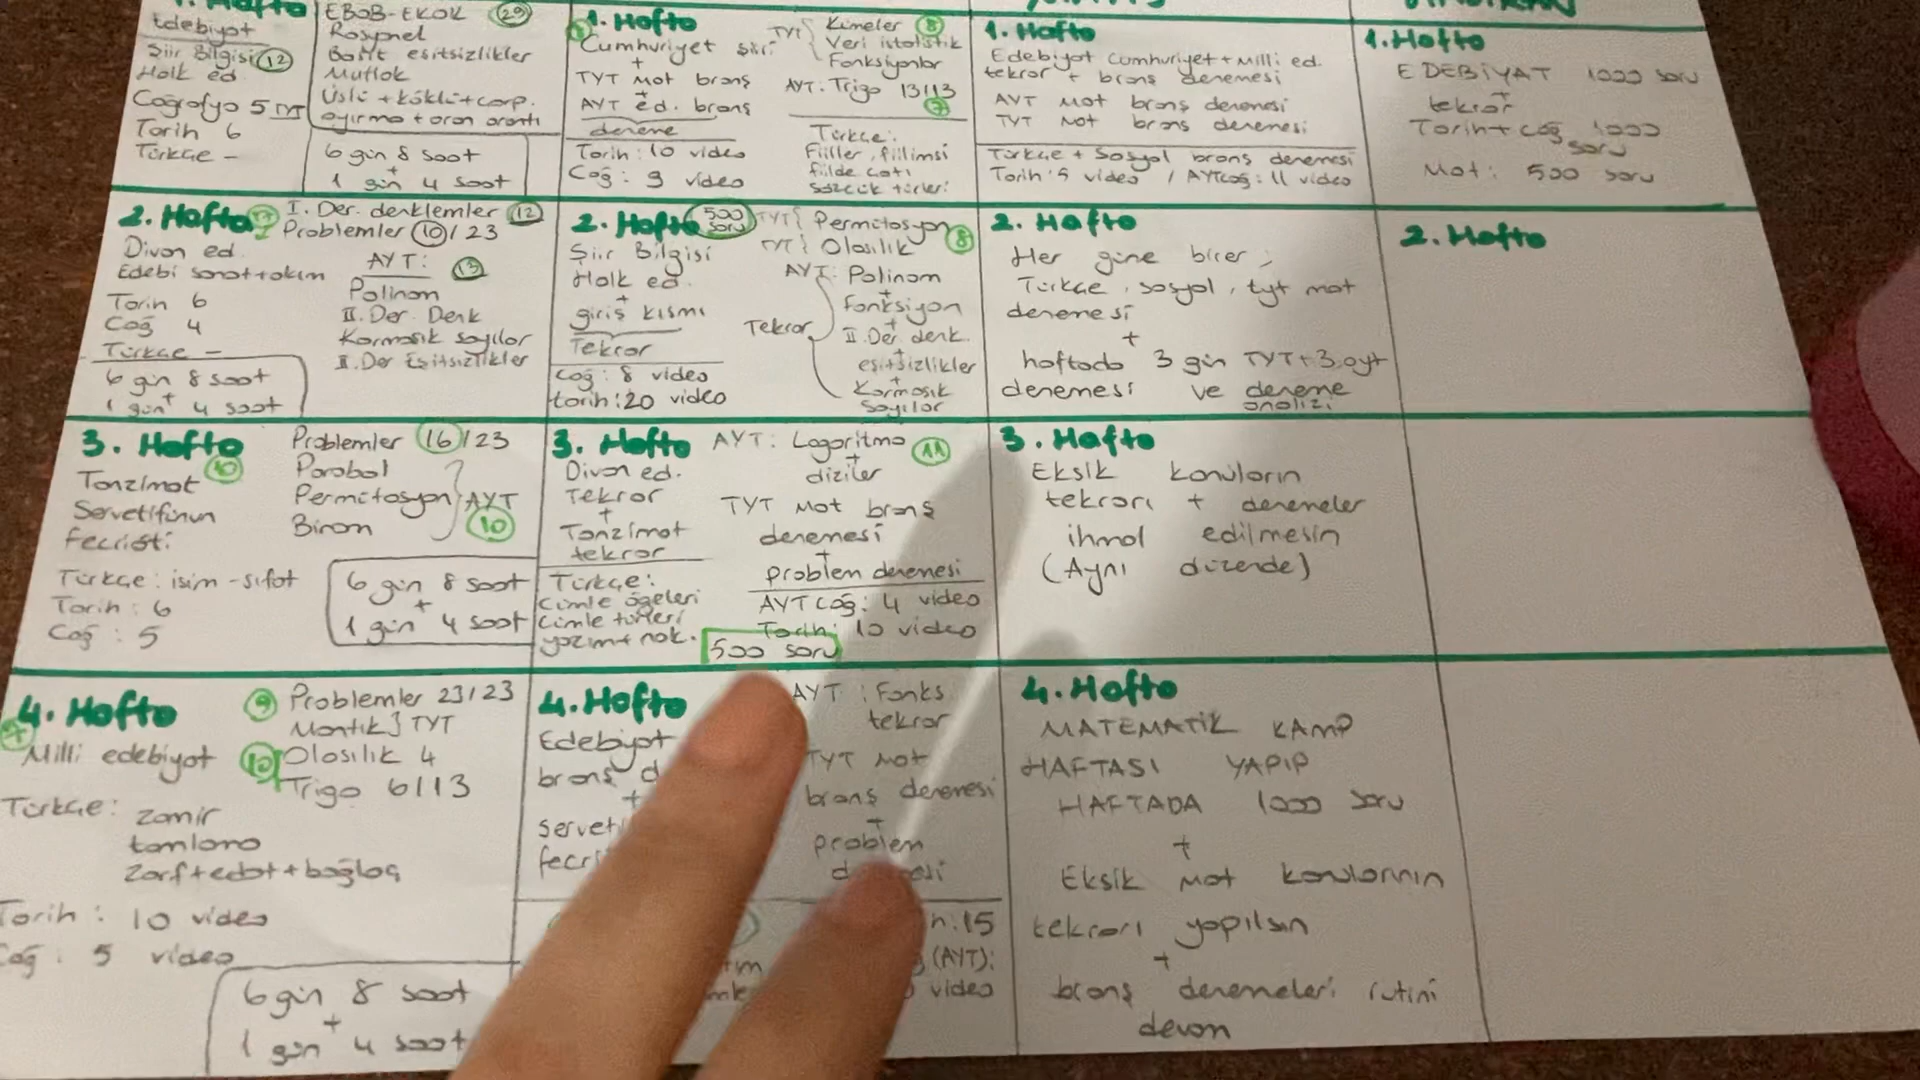 1. Hafta
Edebiyat
Şiir Bilgisi 12
Halk ed
Coğrafya 5 TYT
Tarih 6
Türkçe -
EBOB-EKOK 29
Rasyonel
Basit eşitsizlikler
Mutlak
Üslü + köklü + çarp.
ayırma + oran orantı
6 gün 8 saat
+
1 gün 4 saat
1. Hafta
Cumhuriyet şiiri
+
TYT Mat branş
+
AYT ed. branş
deneme
Tarih: 10 video
Coğ: 9 video
TYT Kümeler 8
Veri istatistik
Fonksiyonlar
AYT: Trigo 13/13
7
Türkçe:
Fiiller, fiilimsi
fiilde çatı
sözcük türleri
1. Hafta
Edebiyat Cumhuriyet + Milli ed.
tekrar + branş denemesi
AYT Mat branş denemesi
TYT Mat branş denemesi
Türkçe + Sosyal branş denemesi
Tarih: 5 video / AYT coğ: 11 video
1. Hafta
EDEBİYAT 1000 soru
+
tekrar
Tarih + coğ 1000
soru
Mat: 500 soru
2. Hafta
Divan ed.
Edebi sanat + akım
Tarih 6
Coğ 4
Türkçe -
6 gün 8 saat
+
1 gün 4 saat
I. Der. denklemler 12
Problemler 10/23
AYT: 13
Polinom
II. Der. Denk
Karmaşık sayılar
II. Der Eşitsizlikler
2. Hafta 500 soru
Şiir Bilgisi
Halk ed.
+
giriş kısmı
Tekrar
Coğ: 8 video
tarih: 20 video
TYT Permütasyon
TYT Olasılık 8
AYT: Polinom
+
Fonksiyon
+
Tekrar II. Der denk.
+
eşitsizlikler
+
Karmaşık
Sayılar
2. Hafta
Her güne birer;
Türkçe, sosyal, tyt mat
denemesi
+
haftada 3 gün TYT + 3 ayt
denemesi ve deneme
analizi
2. Hafta
3. Hafta
10
Tanzimat
Servetifünun
Fecriati
Türkçe: isim - sıfat
Tarih: 6
Coğ: 5
Problemler 16/23
Parabol
Permütasyon AYT
Binom 10
6 gün 8 saat
+
1 gün 4 saat
3. Hafta
Divan ed.
Tekrar
+
Tanzimat
tekrar
Türkçe:
Cümle ögeleri
Cümle türleri
yazım + nok.
AYT: Logaritma 11
+
diziler
TYT Mat branş
denemesi
+
problem denemesi
AYT coğ: 4 video
Tarih: 10 video
500 soru
3. Hafta
Eksik konuların
tekrarı + denemeler
ihmal edilmesin
(Aynı düzende)
4. Hafta
Milli edebiyat
Türkçe: zamir
tamlama
zarf + edat + bağlaç
Tarih: 10 video
Coğ: 5 video
9 Problemler 23/23
Mantık TYT
10 Olasılık 4
Trigo 6/13
6 gün 8 saat
+
1 gün 4 saat
4. Hafta
Edebiyat
branş d
+
servet
fecri
AYT: Fonks
tekrar
TYT Mat
branş denemesi
+
problem
15
(AYT):
video
4. Hafta
MATEMATİK KAMP
HAFTASI YAPIP
HAFTADA 1000 soru
+
Eksik mat konularının
tekrarı yapılsın
+
branş denemeleri rutini
devam